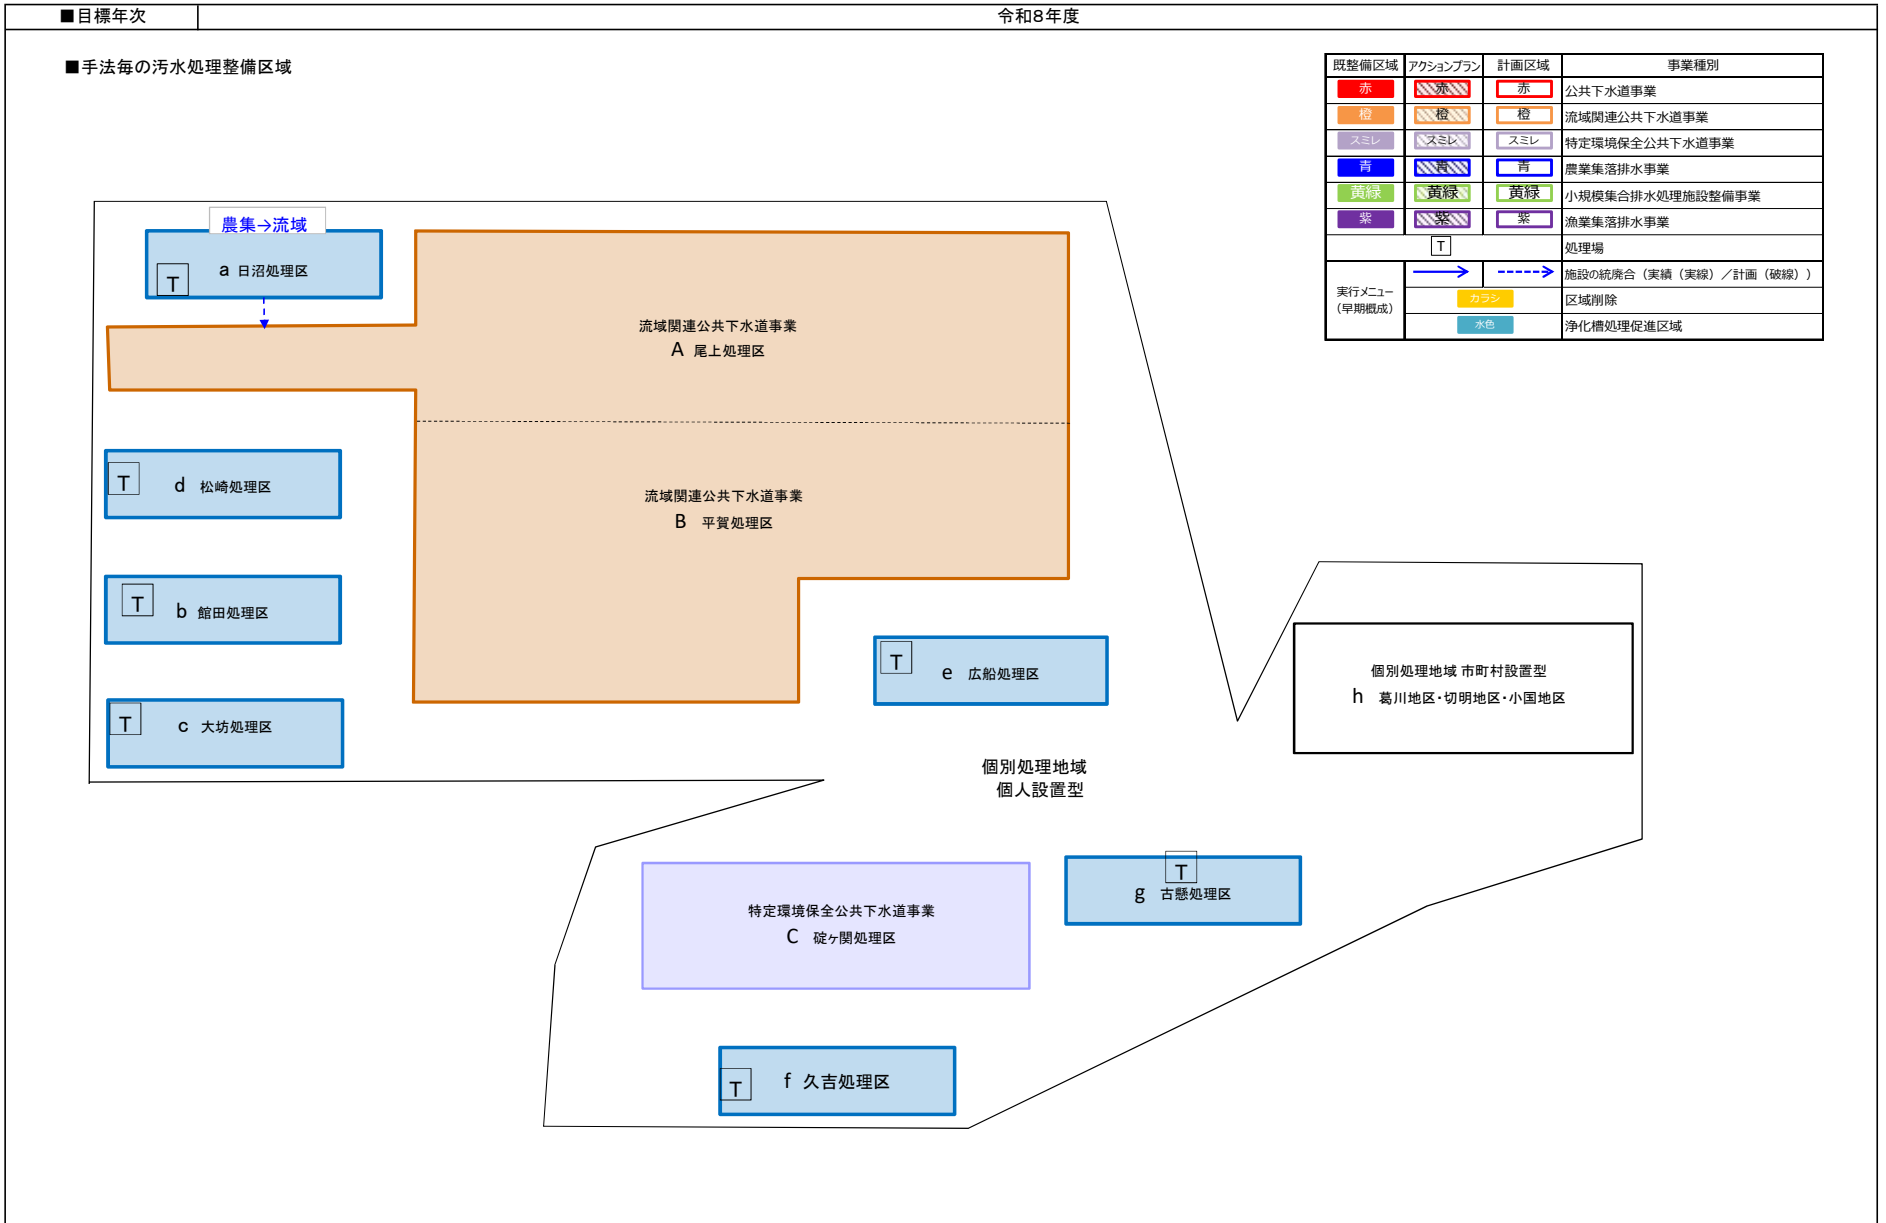 ■目標年次 令和8年度
■手法毎の汚水処理整備区域
既整備区域 アクションプラン 計画区域 事業種別
赤 赤 赤 公共下水道事業
橙 橙 橙 流域関連公共下水道事業
スミレ スミレ スミレ 特定環境保全公共下水道事業
青 青 青 農業集落排水事業
黄緑 黄緑 黄緑 小規模集合排水処理施設整備事業
紫 紫 紫 漁業集落排水事業
T 処理場
実行メニュー
(早期概成)
施設の統廃合(実績(実線)/計画(破線))
カラシ 区域削除
水色 浄化槽処理促進区域
農集→流域
T a 日沼処理区
流域関連公共下水道事業
A 尾上処理区
T d 松崎処理区
流域関連公共下水道事業
B 平賀処理区
T b 館田処理区
T e 広船処理区
個別処理地域 市町村設置型
h 葛川地区・切明地区・小国地区
T c 大坊処理区
個別処理地域
個人設置型
T
g 古懸処理区
特定環境保全公共下水道事業
C 碇ヶ関処理区
T f 久吉処理区